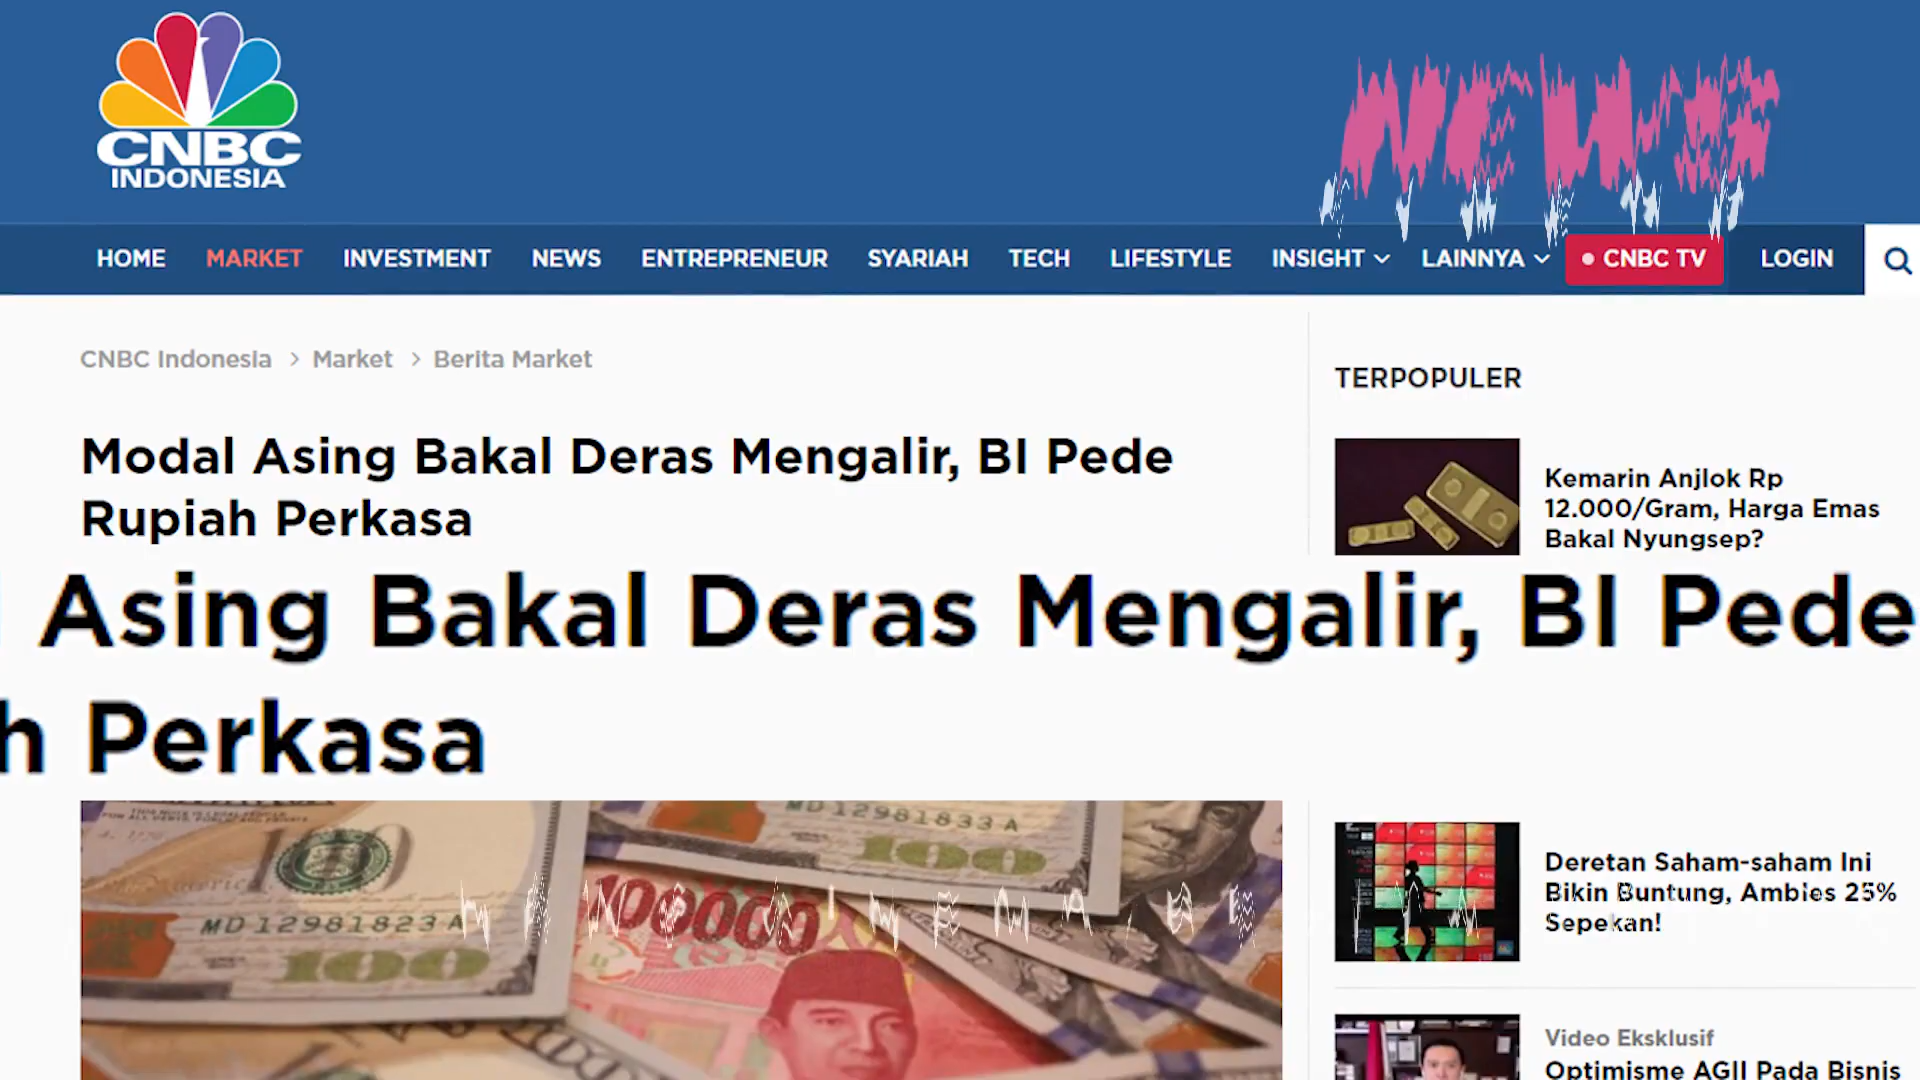 CNBC
INDONESIA
NEWS
HOME MARKET INVESTMENT NEWS ENTREPRENEUR SYARIAH TECH LIFESTYLE INSIGHT LAINNYA CNBC TV LOGIN
CNBC Indonesia > Market > Berita Market
Modal Asing Bakal Deras Mengalir, BI Pede
Rupiah Perkasa
Asing Bakal Deras Mengalir, BI Pede
h Perkasa
MD 12981833 A
100
100
MD 12981823 A
100
100000
TERPOPULER
Kemarin Anjlok Rp
12.000/Gram, Harga Emas
Bakal Nyungsep?
Deretan Saham-saham Ini
Bikin Buntung, Ambles 25%
Sepekan!
Video Eksklusif
Optimisme AGII Pada Bisnis